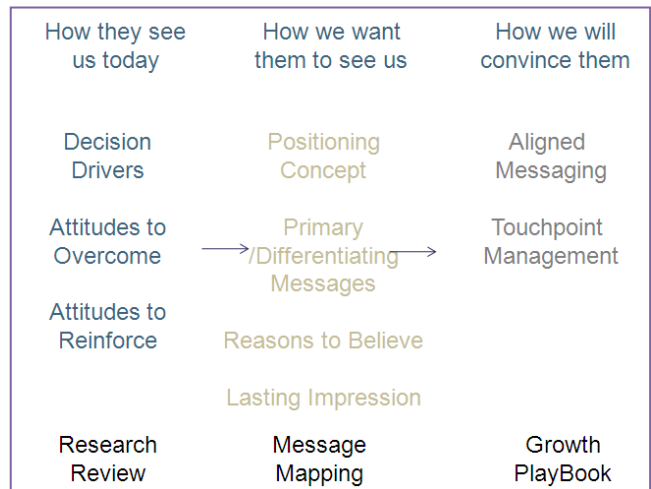 How they see
us today
How we want
them to see us
How we will
convince them
Decision
Drivers
Attitudes to
Overcome
Attitudes to
Reinforce
Positioning
Concept
Primary
/Differentiating
Messages
Reasons to Believe
Lasting Impression
Aligned
Messaging
Touchpoint
Management
Research
Review
Message
Mapping
Growth
PlayBook